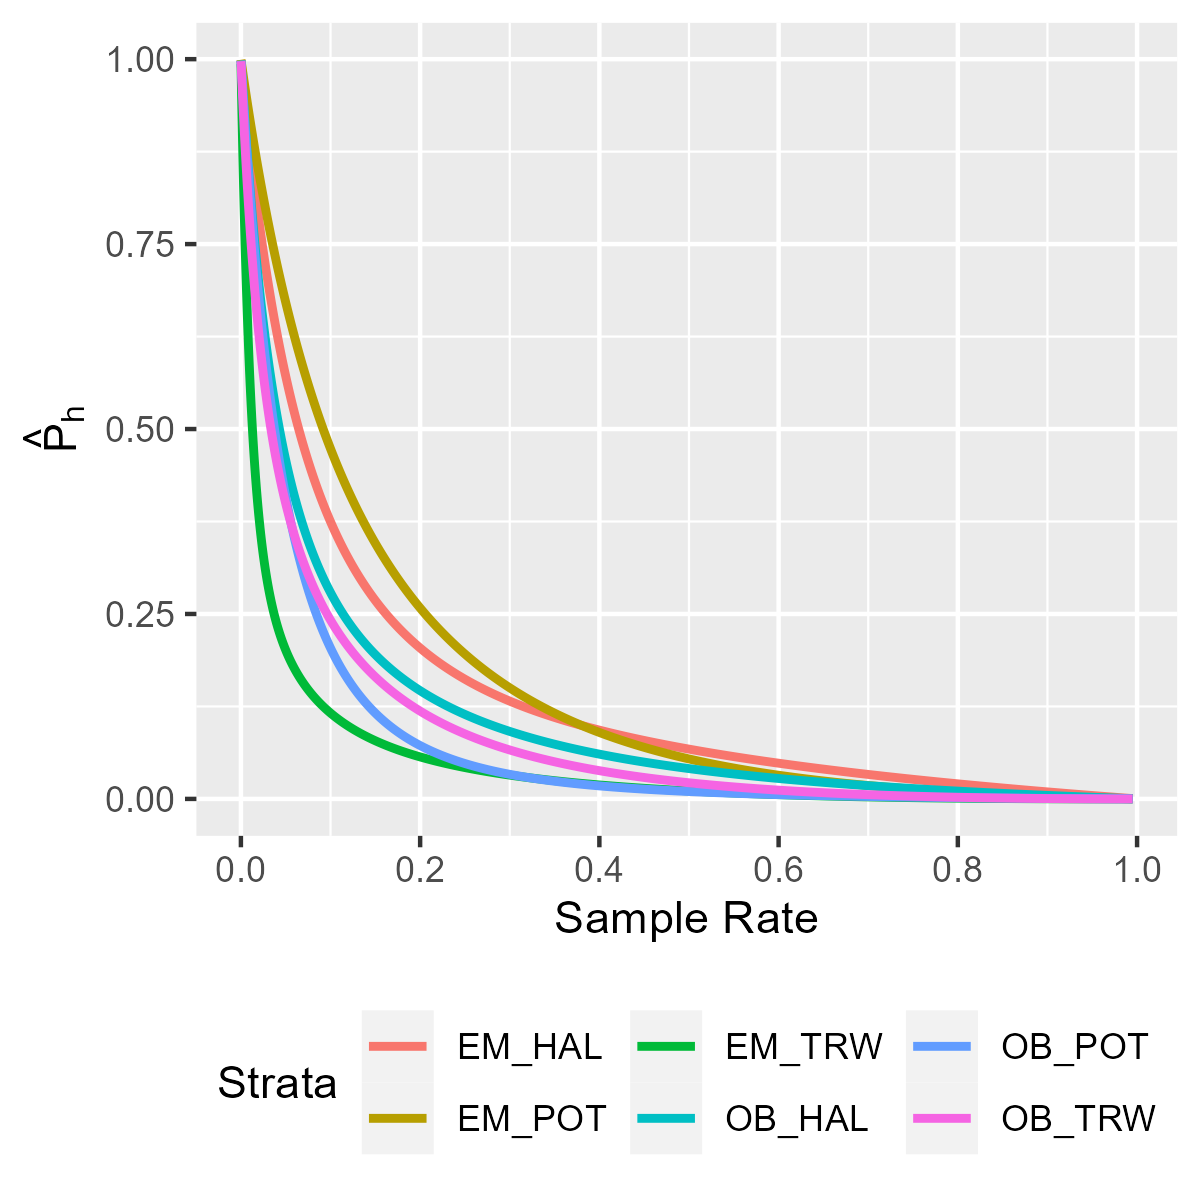 1.00
0.75
0.50
0.25
0.00
P̂h
0.0 0.2 0.4 0.6 0.8 1.0
Sample Rate
Strata
EM_HAL EM_TRW OB_POT
EM_POT OB_HAL OB_TRW